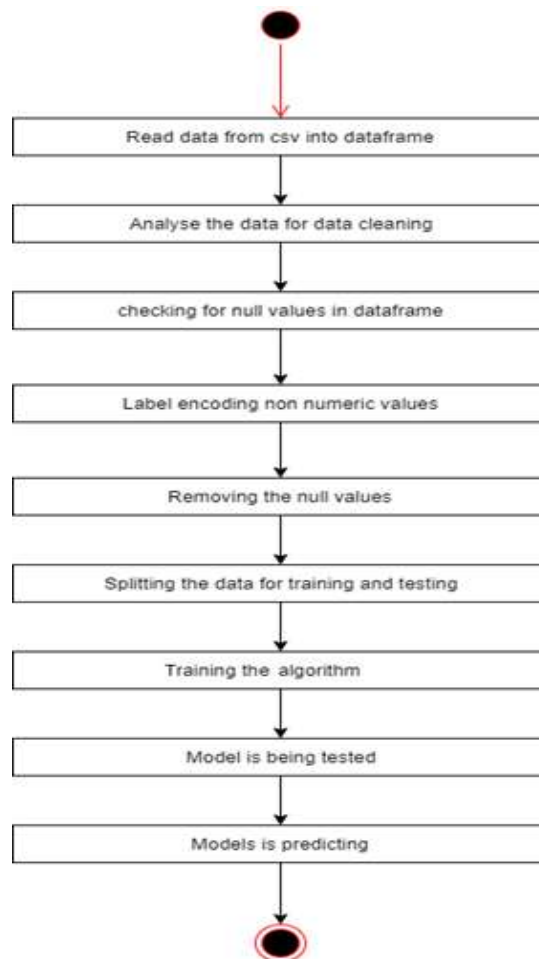 Read data from csv into dataframe
Analyse the data for data cleaning
checking for null values in dataframe
Label encoding non numeric values
Removing the null values
Splitting the data for training and testing
Training the algorithm
Model is being tested
Models is predicting